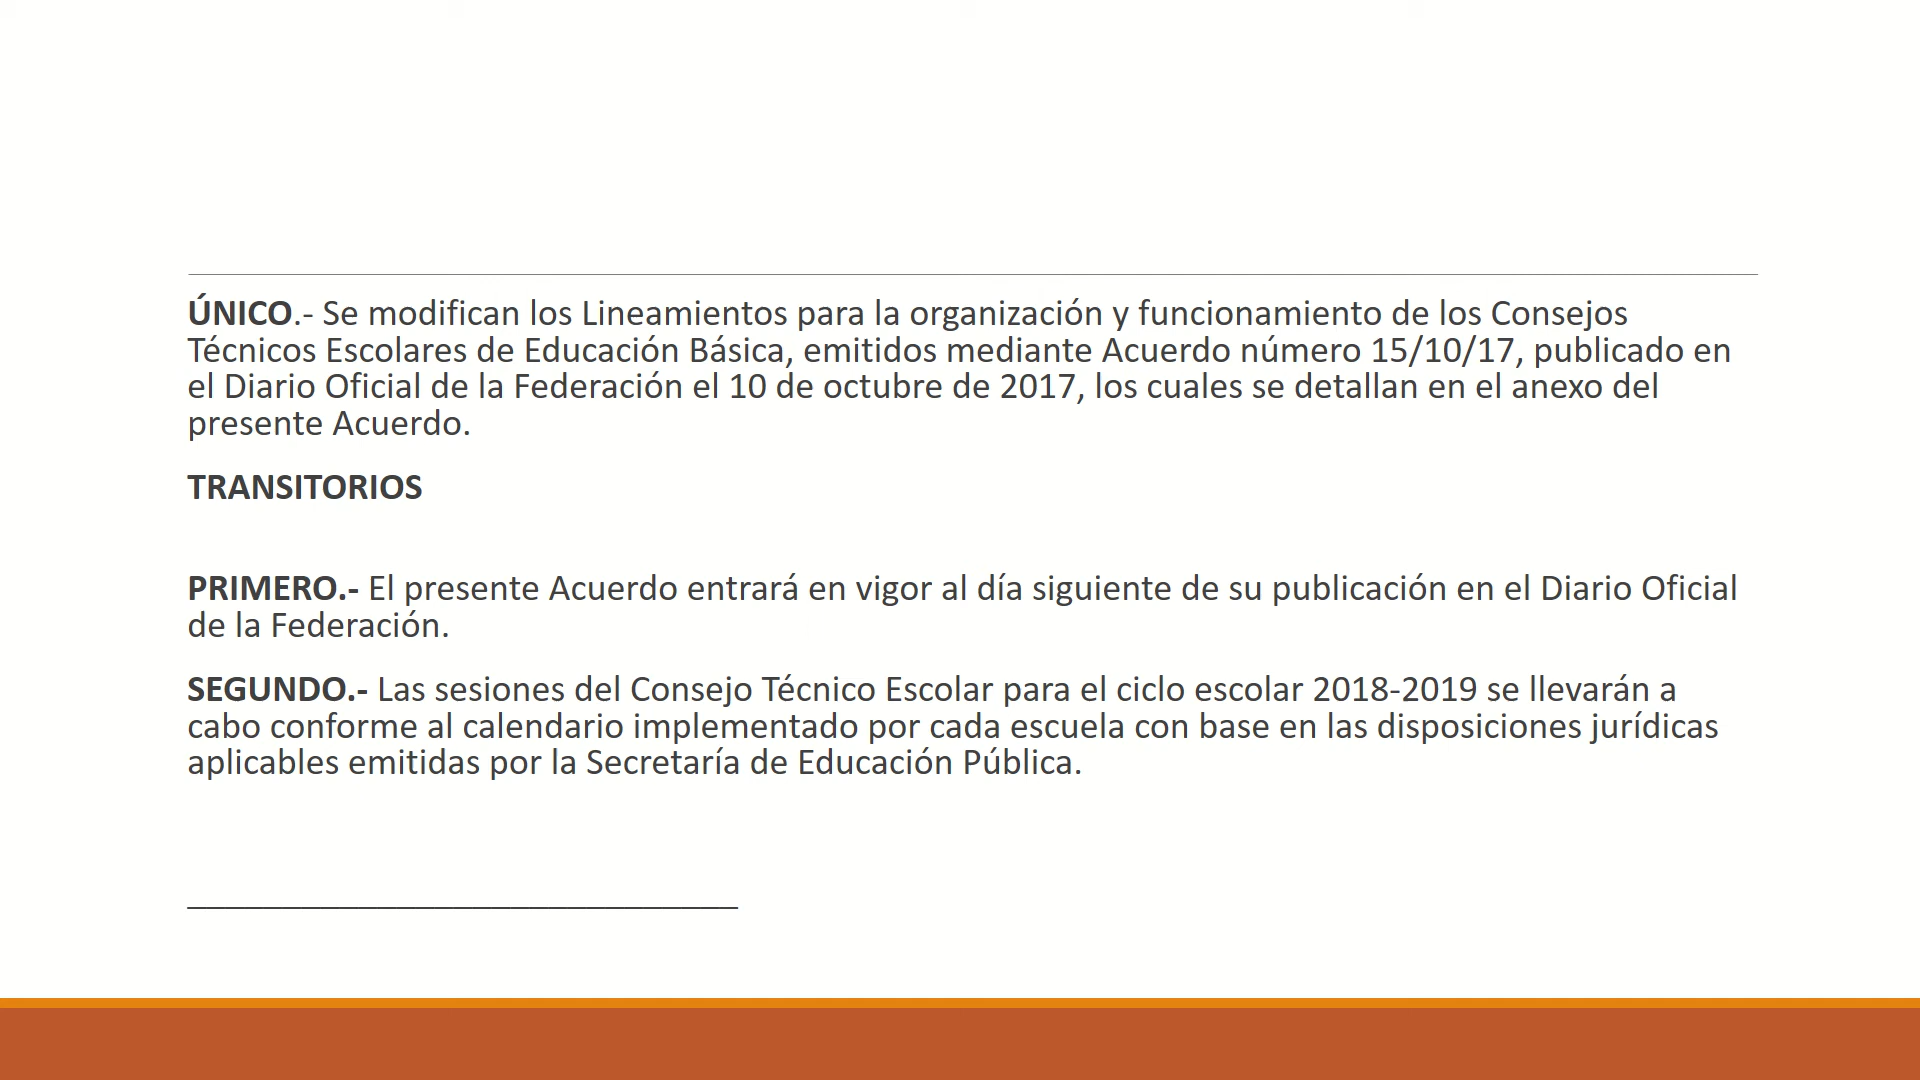 ÚNICO.- Se modifican los Lineamientos para la organización y funcionamiento de los Consejos
Técnicos Escolares de Educación Básica, emitidos mediante Acuerdo número 15/10/17, publicado en
el Diario Oficial de la Federación el 10 de octubre de 2017, los cuales se detallan en el anexo del
presente Acuerdo.
TRANSITORIOS
PRIMERO.- El presente Acuerdo entrará en vigor al día siguiente de su publicación en el Diario Oficial
de la Federación.
SEGUNDO.- Las sesiones del Consejo Técnico Escolar para el ciclo escolar 2018-2019 se llevarán a
cabo conforme al calendario implementado por cada escuela con base en las disposiciones jurídicas
aplicables emitidas por la Secretaría de Educación Pública.